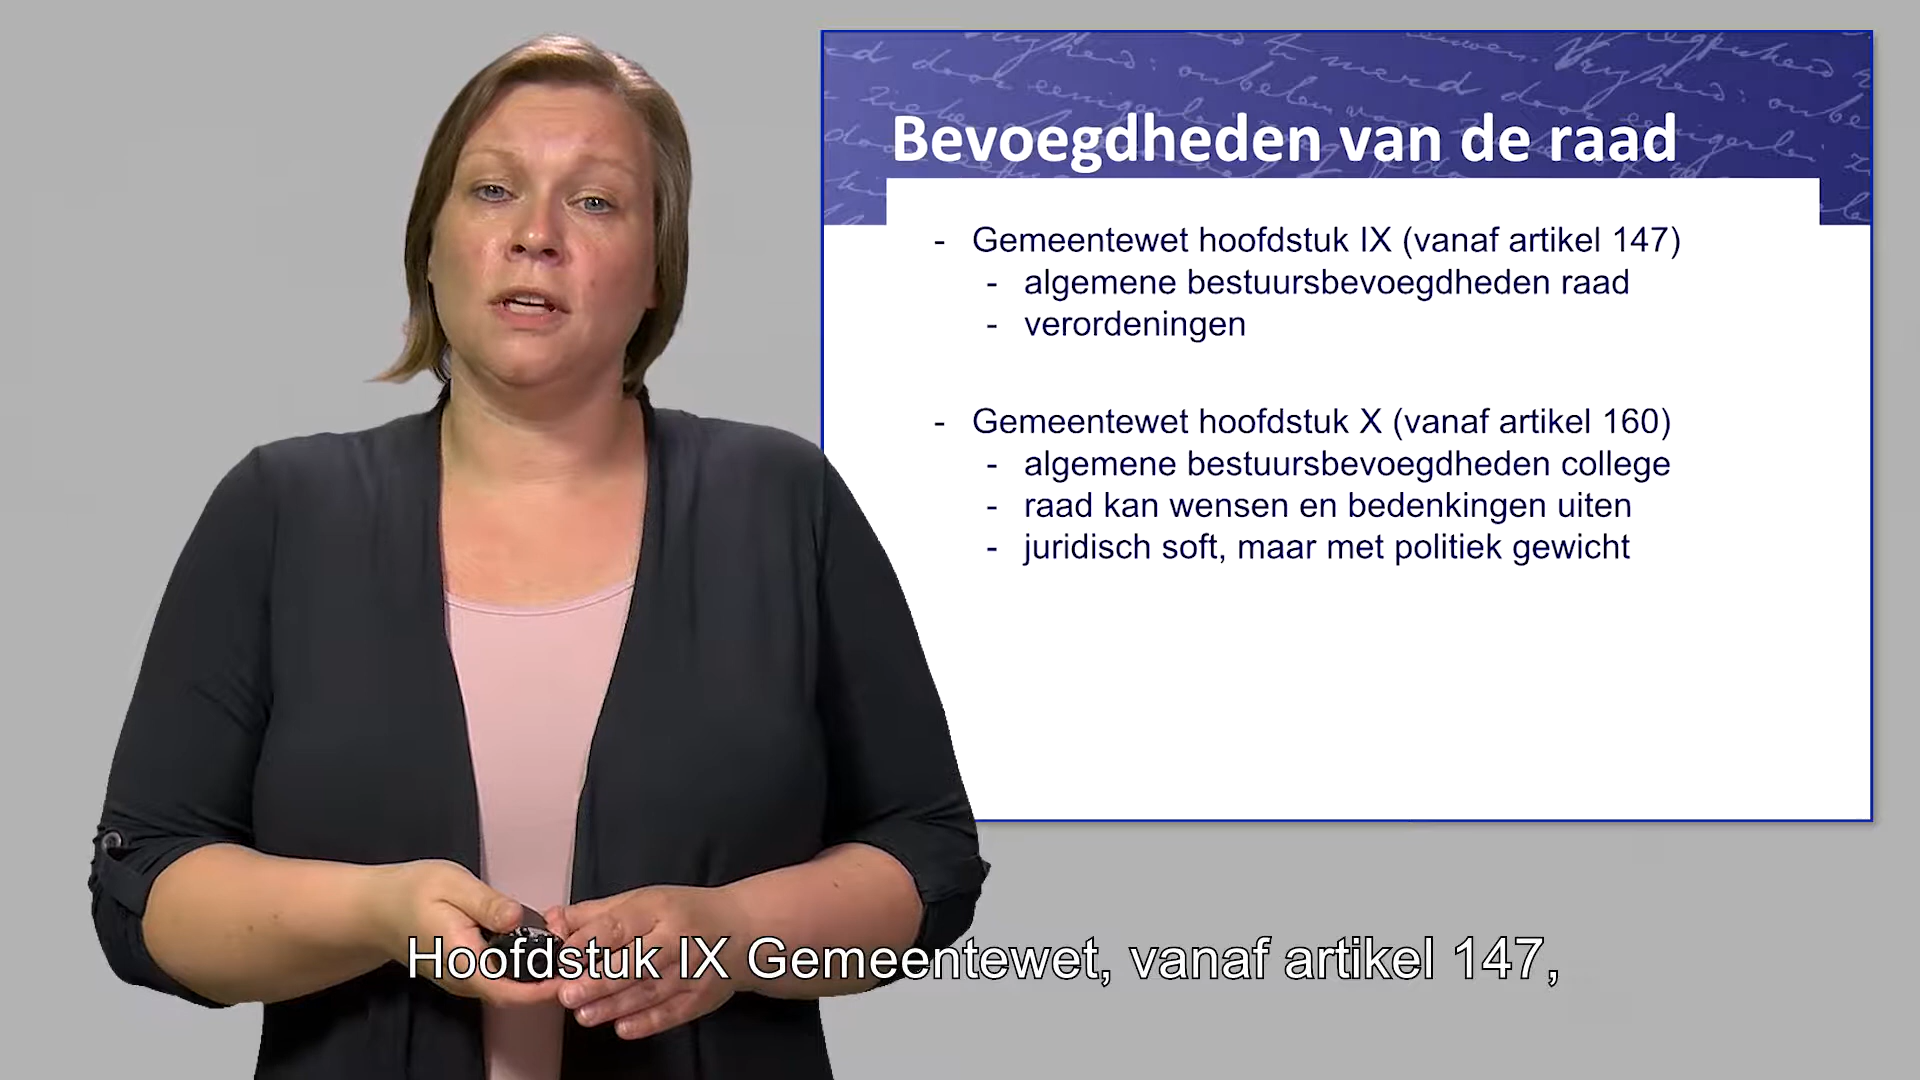 Bevoegdheden van de raad
- Gemeentewet hoofdstuk IX (vanaf artikel 147)
- algemene bestuursbevoegdheden raad
- verordeningen
- Gemeentewet hoofdstuk X (vanaf artikel 160)
- algemene bestuursbevoegdheden college
- raad kan wensen en bedenkingen uiten
- juridisch soft, maar met politiek gewicht
Hoofdstuk IX Gemeentewet, vanaf artikel 147,